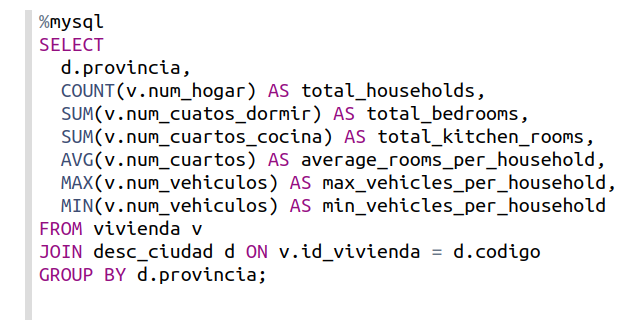 %mysql
SELECT
d.provincia,
COUNT(v.num_hogar) AS total_households,
SUM(v.num_cuatos_dormir) AS total_bedrooms,
SUM(v.num_cuartos_cocina) AS total_kitchen_rooms,
AVG(v.num_cuartos) AS average_rooms_per_household,
MAX(v.num_vehiculos) AS max_vehicles_per_household,
MIN(v.num_vehiculos) AS min_vehicles_per_household
FROM vivienda v
JOIN desc_ciudad d ON v.id_vivienda = d.codigo
GROUP BY d.provincia;